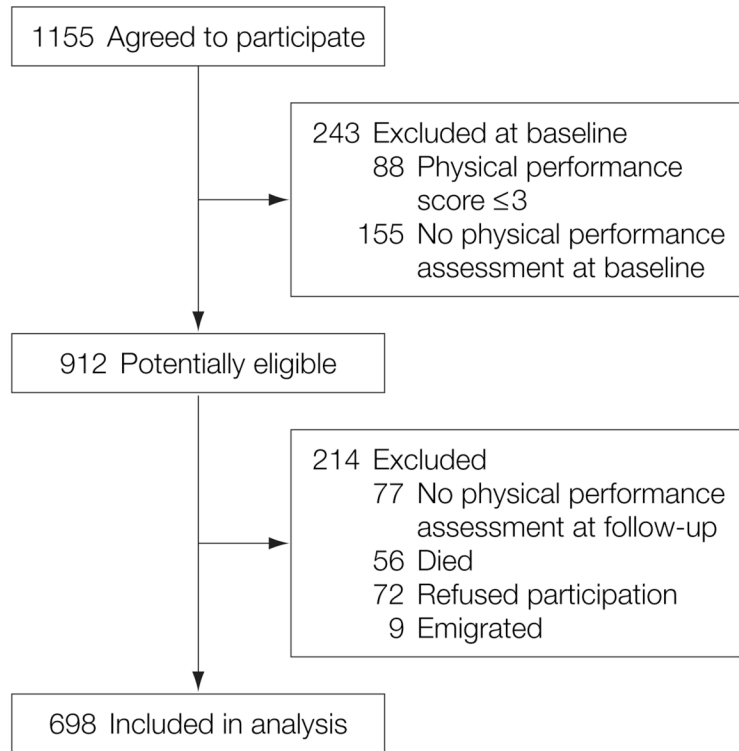 1155 Agreed to participate
243 Excluded at baseline
88 Physical performance
score ≤3
155 No physical performance
assessment at baseline
912 Potentially eligible
214 Excluded
77 No physical performance
assessment at follow-up
56 Died
72 Refused participation
9 Emigrated
698 Included in analysis